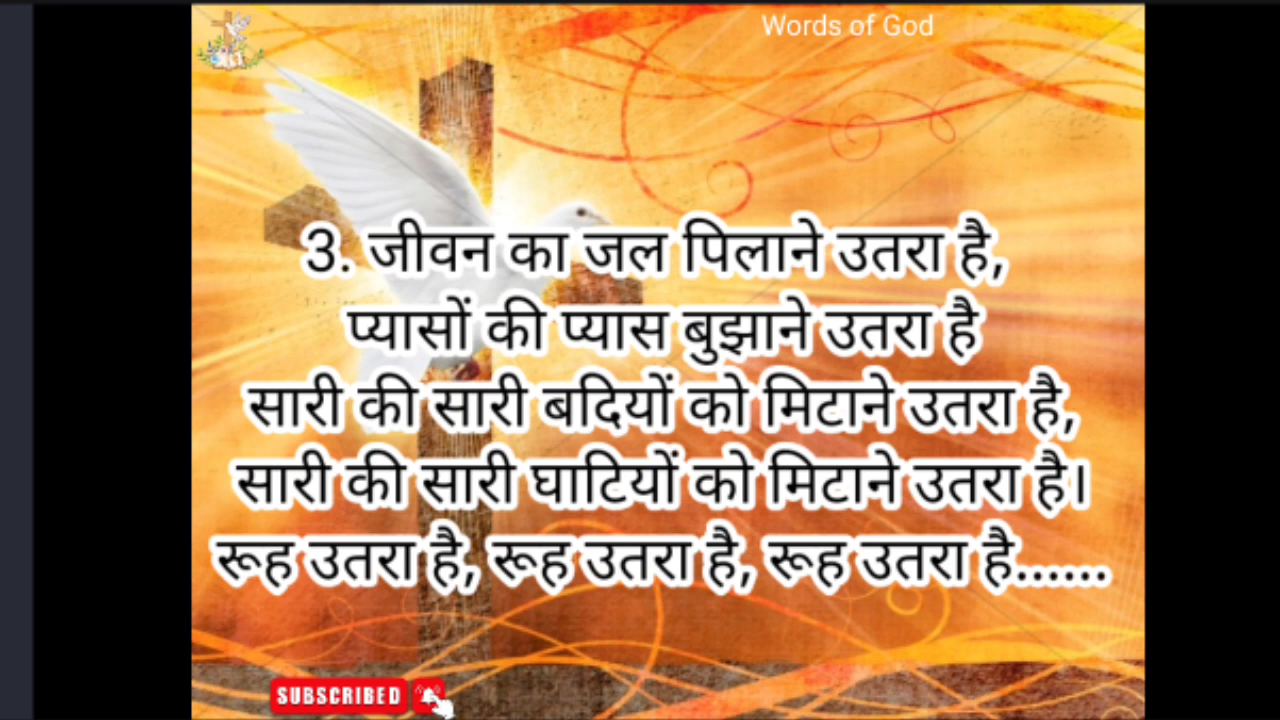 Words of God
3. जीवन का जल पिलाने उतरा है,
प्यासों की प्यास बुझाने उतरा है
सारी की सारी बदियों को मिटाने उतरा है,
सारी की सारी घाटियों को मिटाने उतरा है।
रूह उतरा है, रूह उतरा है, रूह उतरा है......
SUBSCRIBED